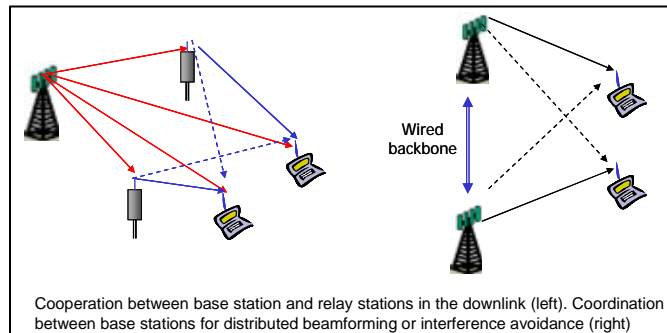 Wired
backbone
Cooperation between base station and relay stations in the downlink (left). Coordination
between base stations for distributed beamforming or interference avoidance (right)